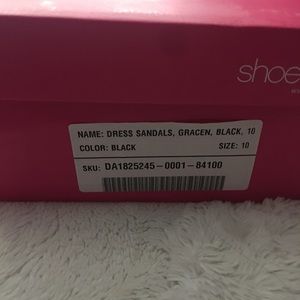 shoe
NAME: DRESS SANDALS, GRACEN, BLACK, 10
COLOR: BLACK SIZE: 10
SKU: DA1825245-0001-84100